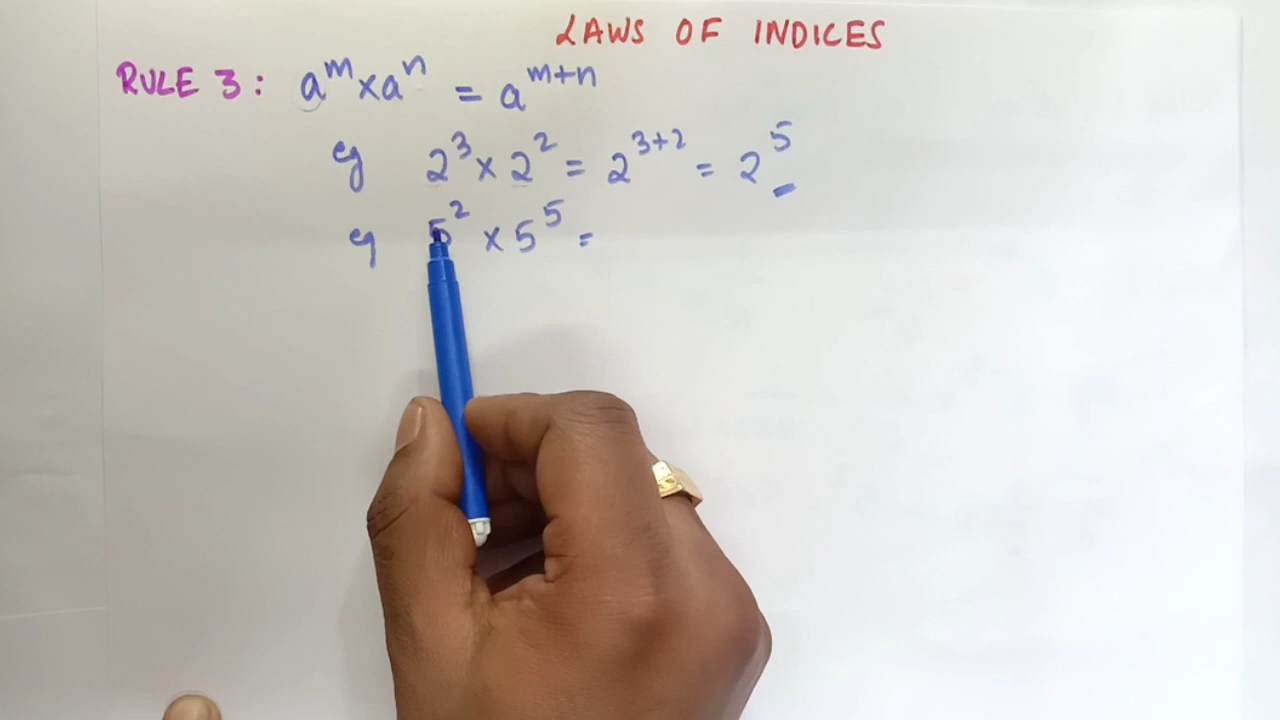 LAWS OF INDICES
RULE 3: a^m × a^n = a^{m+n}
eg 2^3 × 2^2 = 2^{3+2} = 2^5
eg 5^2 × 5^5 =